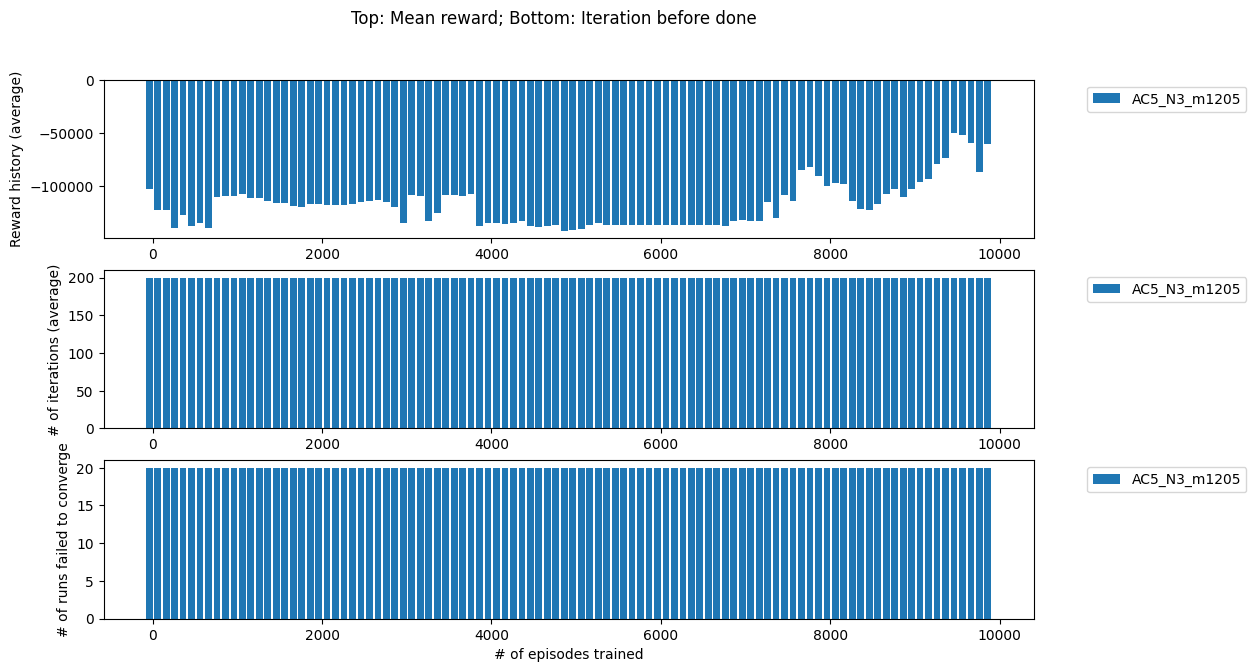 Top: Mean reward; Bottom: Iteration before done
Reward history (average)
0
−50000
−100000
0 2000 4000 6000 8000 10000
AC5_N3_m1205
# of iterations (average)
200
150
100
50
0
0 2000 4000 6000 8000 10000
AC5_N3_m1205
# of runs failed to converge
20
15
10
5
0
0 2000 4000 6000 8000 10000
# of episodes trained
AC5_N3_m1205